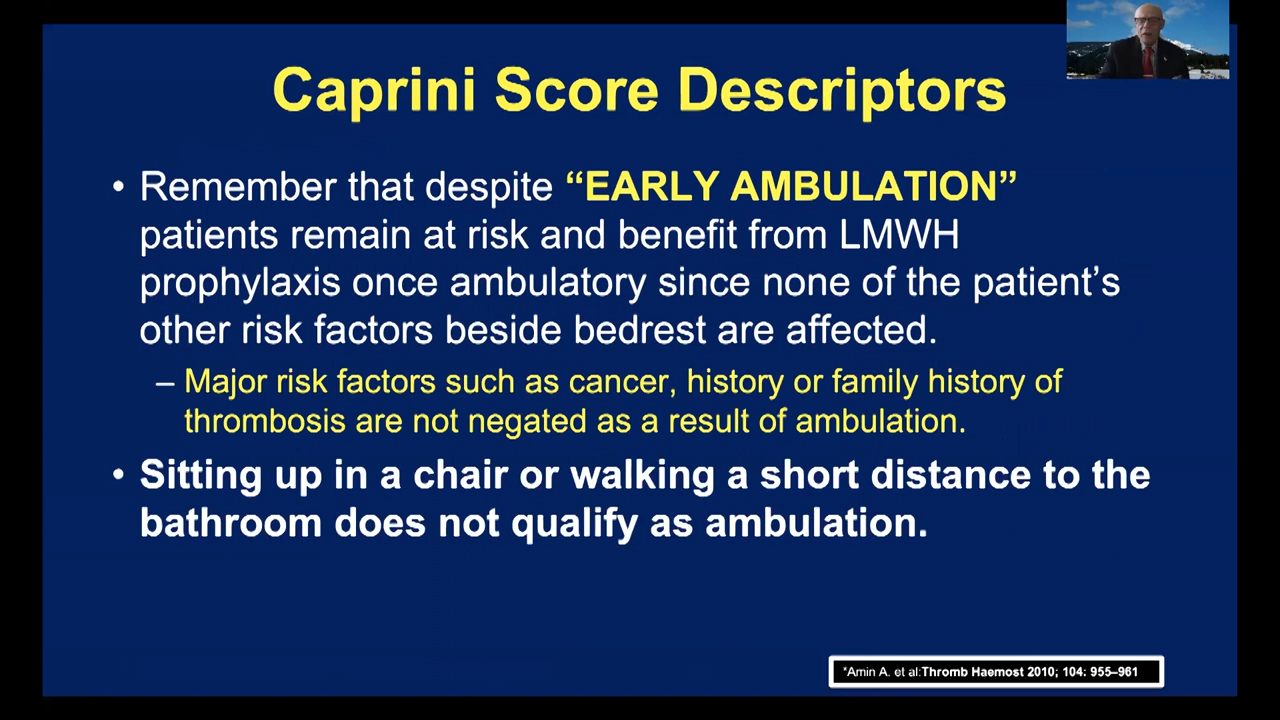 Caprini Score Descriptors
• Remember that despite “EARLY AMBULATION”
patients remain at risk and benefit from LMWH
prophylaxis once ambulatory since none of the patient’s
other risk factors beside bedrest are affected.
– Major risk factors such as cancer, history or family history of
thrombosis are not negated as a result of ambulation.
• Sitting up in a chair or walking a short distance to the
bathroom does not qualify as ambulation.
*Amin A. et al:Thromb Haemost 2010; 104: 955–961